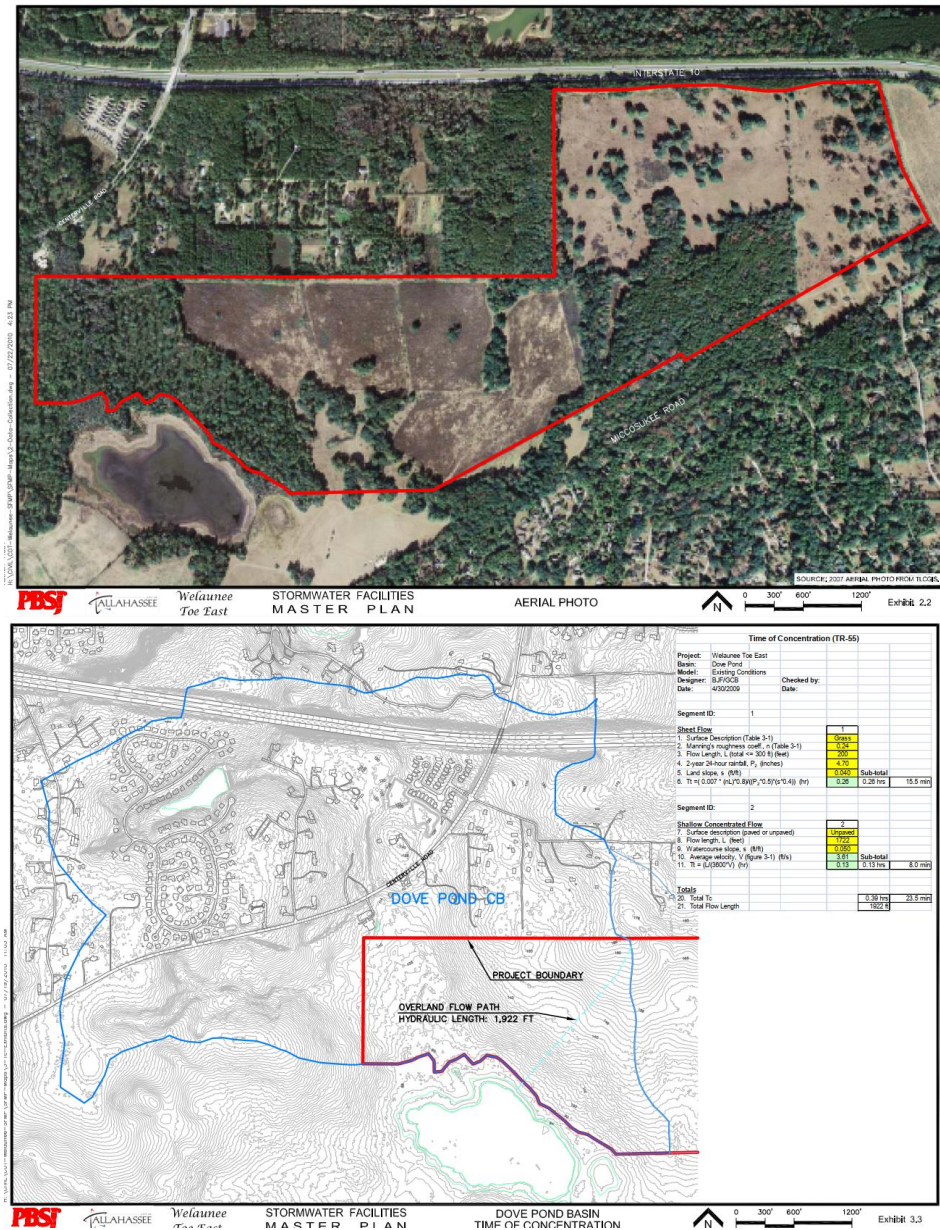 INTERSTATE 10
CENTERVILLE ROAD
MICCOSUKEE ROAD
SOURCE: 2007 AERIAL PHOTO FROM TLCGIS.
PBSJ
TALLAHASSEE
Welaunee
Toe East
STORMWATER FACILITIES
MASTER PLAN
AERIAL PHOTO
N
0 300' 600' 1200'
Exhibit 2.2
Time of Concentration (TR-55)
Project: Welaunee Toe East
Basin: Dove Pond
Model: Existing Conditions
Designer: BJF/GCB Checked by:
Date: 4/30/2009 Date:
Segment ID: 1
Sheet Flow 1
1. Surface Description (Table 3-1) Grass
2. Manning's roughness coeff., n (Table 3-1) 0.24
3. Flow Length, L (total <= 300 ft) (feet) 200
4. 2-year 24-hour rainfall, P₂ (inches) 4.70
5. Land slope, s (ft/ft) 0.040 Sub-total
6. Tt =( 0.007 * (nL)^0.8)/((P₂^0.5)*(s^0.4)) (hr) 0.26 0.26 hrs 15.5 min
Segment ID: 2
Shallow Concentrated Flow 2
7. Surface description (paved or unpaved) Unpaved
8. Flow length, L (feet) 1722
9. Watercourse slope, s (ft/ft) 0.050
10. Average velocity, V (figure 3-1) (ft/s) 3.61 Sub-total
11. Tt = (L/(3600*V) (hr) 0.13 0.13 hrs 8.0 min
Totals
20. Total Tc 0.39 hrs 23.5 min
21. Total Flow Length 1922 ft
CENTERVILLE ROAD
DOVE POND CB
PROJECT BOUNDARY
OVERLAND FLOW PATH
HYDRAULIC LENGTH: 1,922 FT
PBSJ
TALLAHASSEE
Welaunee
Toe East
STORMWATER FACILITIES
MASTER PLAN
DOVE POND BASIN
TIME OF CONCENTRATION
N
0 300' 600' 1200'
Exhibit 3.3